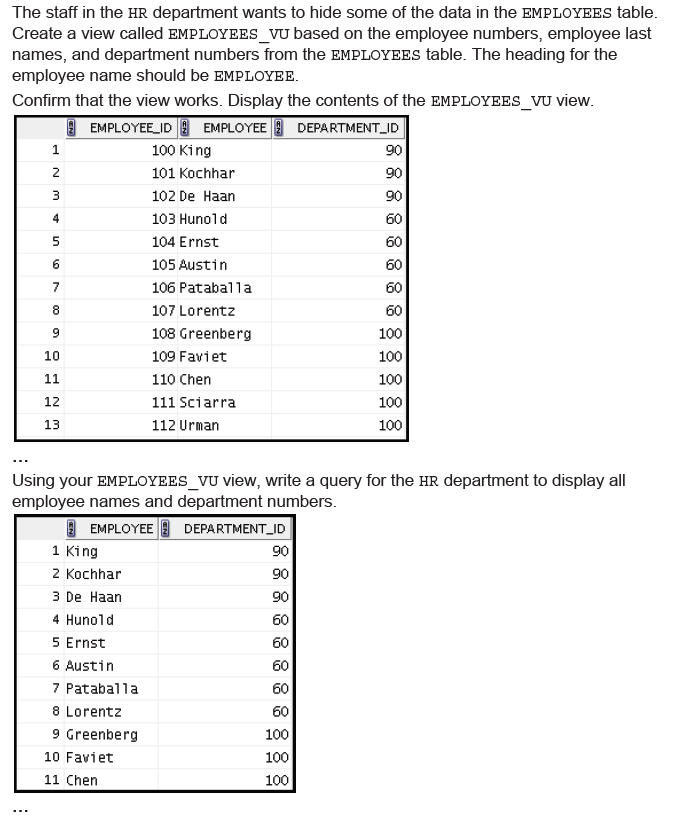 The staff in the HR department wants to hide some of the data in the EMPLOYEES table.
Create a view called EMPLOYEES_VU based on the employee numbers, employee last
names, and department numbers from the EMPLOYEES table. The heading for the
employee name should be EMPLOYEE.
Confirm that the view works. Display the contents of the EMPLOYEES_VU view.
EMPLOYEE_ID EMPLOYEE DEPARTMENT_ID
1 100 King 90
2 101 Kochhar 90
3 102 De Haan 90
4 103 Hunold 60
5 104 Ernst 60
6 105 Austin 60
7 106 Pataballa 60
8 107 Lorentz 60
9 108 Greenberg 100
10 109 Faviet 100
11 110 Chen 100
12 111 Sciarra 100
13 112 Urman 100
...
Using your EMPLOYEES_VU view, write a query for the HR department to display all
employee names and department numbers.
EMPLOYEE DEPARTMENT_ID
1 King 90
2 Kochhar 90
3 De Haan 90
4 Hunold 60
5 Ernst 60
6 Austin 60
7 Pataballa 60
8 Lorentz 60
9 Greenberg 100
10 Faviet 100
11 Chen 100
...